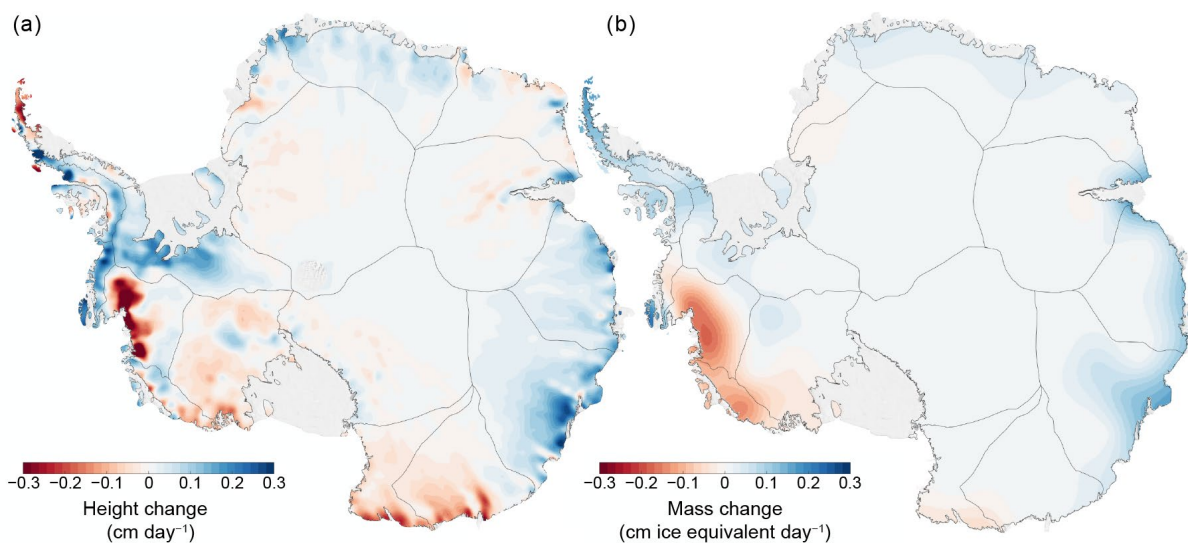 (a)
(b)
−0.3 −0.2 −0.1 0 0.1 0.2 0.3
Height change
(cm day⁻¹)
−0.3 −0.2 −0.1 0 0.1 0.2 0.3
Mass change
(cm ice equivalent day⁻¹)